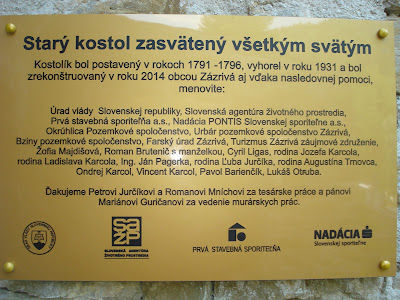 Starý kostol zasvätený všetkým svätým
Kostolík bol postavený v rokoch 1791 -1796, vyhorel v roku 1931 a bol
zrekonštruovaný v roku 2014 obcou Zázrivá aj vďaka nasledovnej pomoci,
menovite:
Úrad vlády Slovenskej republiky, Slovenská agentúra životného prostredia,
Prvá stavebná sporiteľňa a.s., Nadácia PONTIS Slovenskej sporiteľne a.s.,
Okrúhlica Pozemkové spoločenstvo, Urbár pozemkové spoločenstvo Zázrivá,
Bziny pozemkové spoločenstvo, Farský úrad Zázrivá, Turizmus Zázrivá záujmové združenie,
Žofia Majdišová, Roman Brutenič s manželkou, Cyril Ligas, rodina Jozefa Karcola,
rodina Ladislava Karcola, Ing. Ján Pagerka, rodina Ľuba Jurčíka, rodina Augustína Trnovca,
Ondrej Karcol, Vincent Karcol, Pavol Barienčík, Lukáš Otruba.
Ďakujeme Petrovi Jurčíkovi a Romanovi Mníchovi za tesárske práce a pánovi
Mariánovi Guričanovi za vedenie murárskych prác.
SAŽP
SLOVENSKÁ AGENTÚRA
ŽIVOTNÉHO PROSTREDIA
PRVÁ STAVEBNÁ SPORITEĽŇA
NADÁCIA
Slovenskej sporiteľne